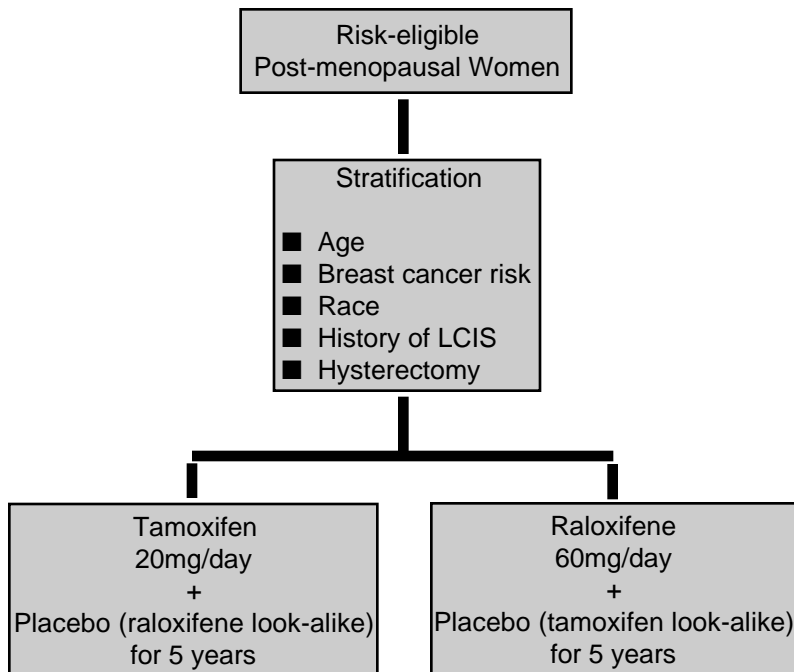 Risk-eligible
Post-menopausal Women
Stratification
■ Age
■ Breast cancer risk
■ Race
■ History of LCIS
■ Hysterectomy
Tamoxifen
20mg/day
+
Placebo (raloxifene look-alike)
for 5 years
Raloxifene
60mg/day
+
Placebo (tamoxifen look-alike)
for 5 years